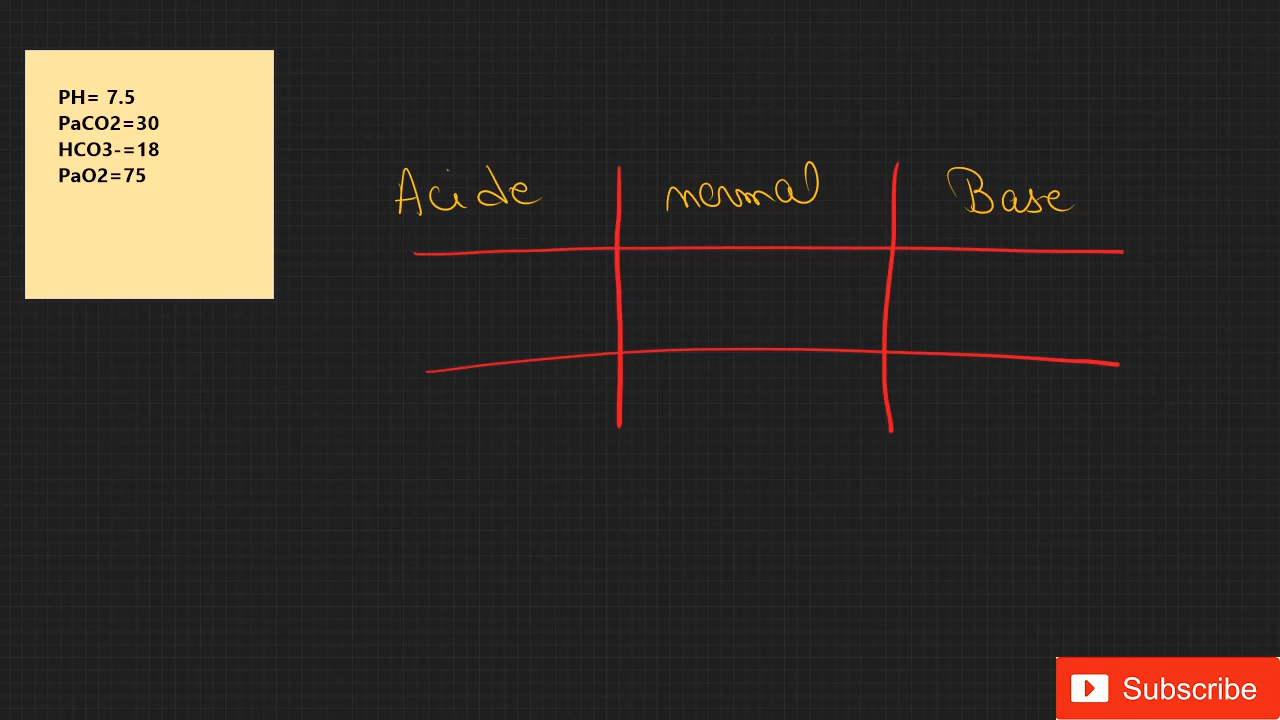 PH= 7.5
PaCO2=30
HCO3-=18
PaO2=75
Acide normal Base
Subscribe